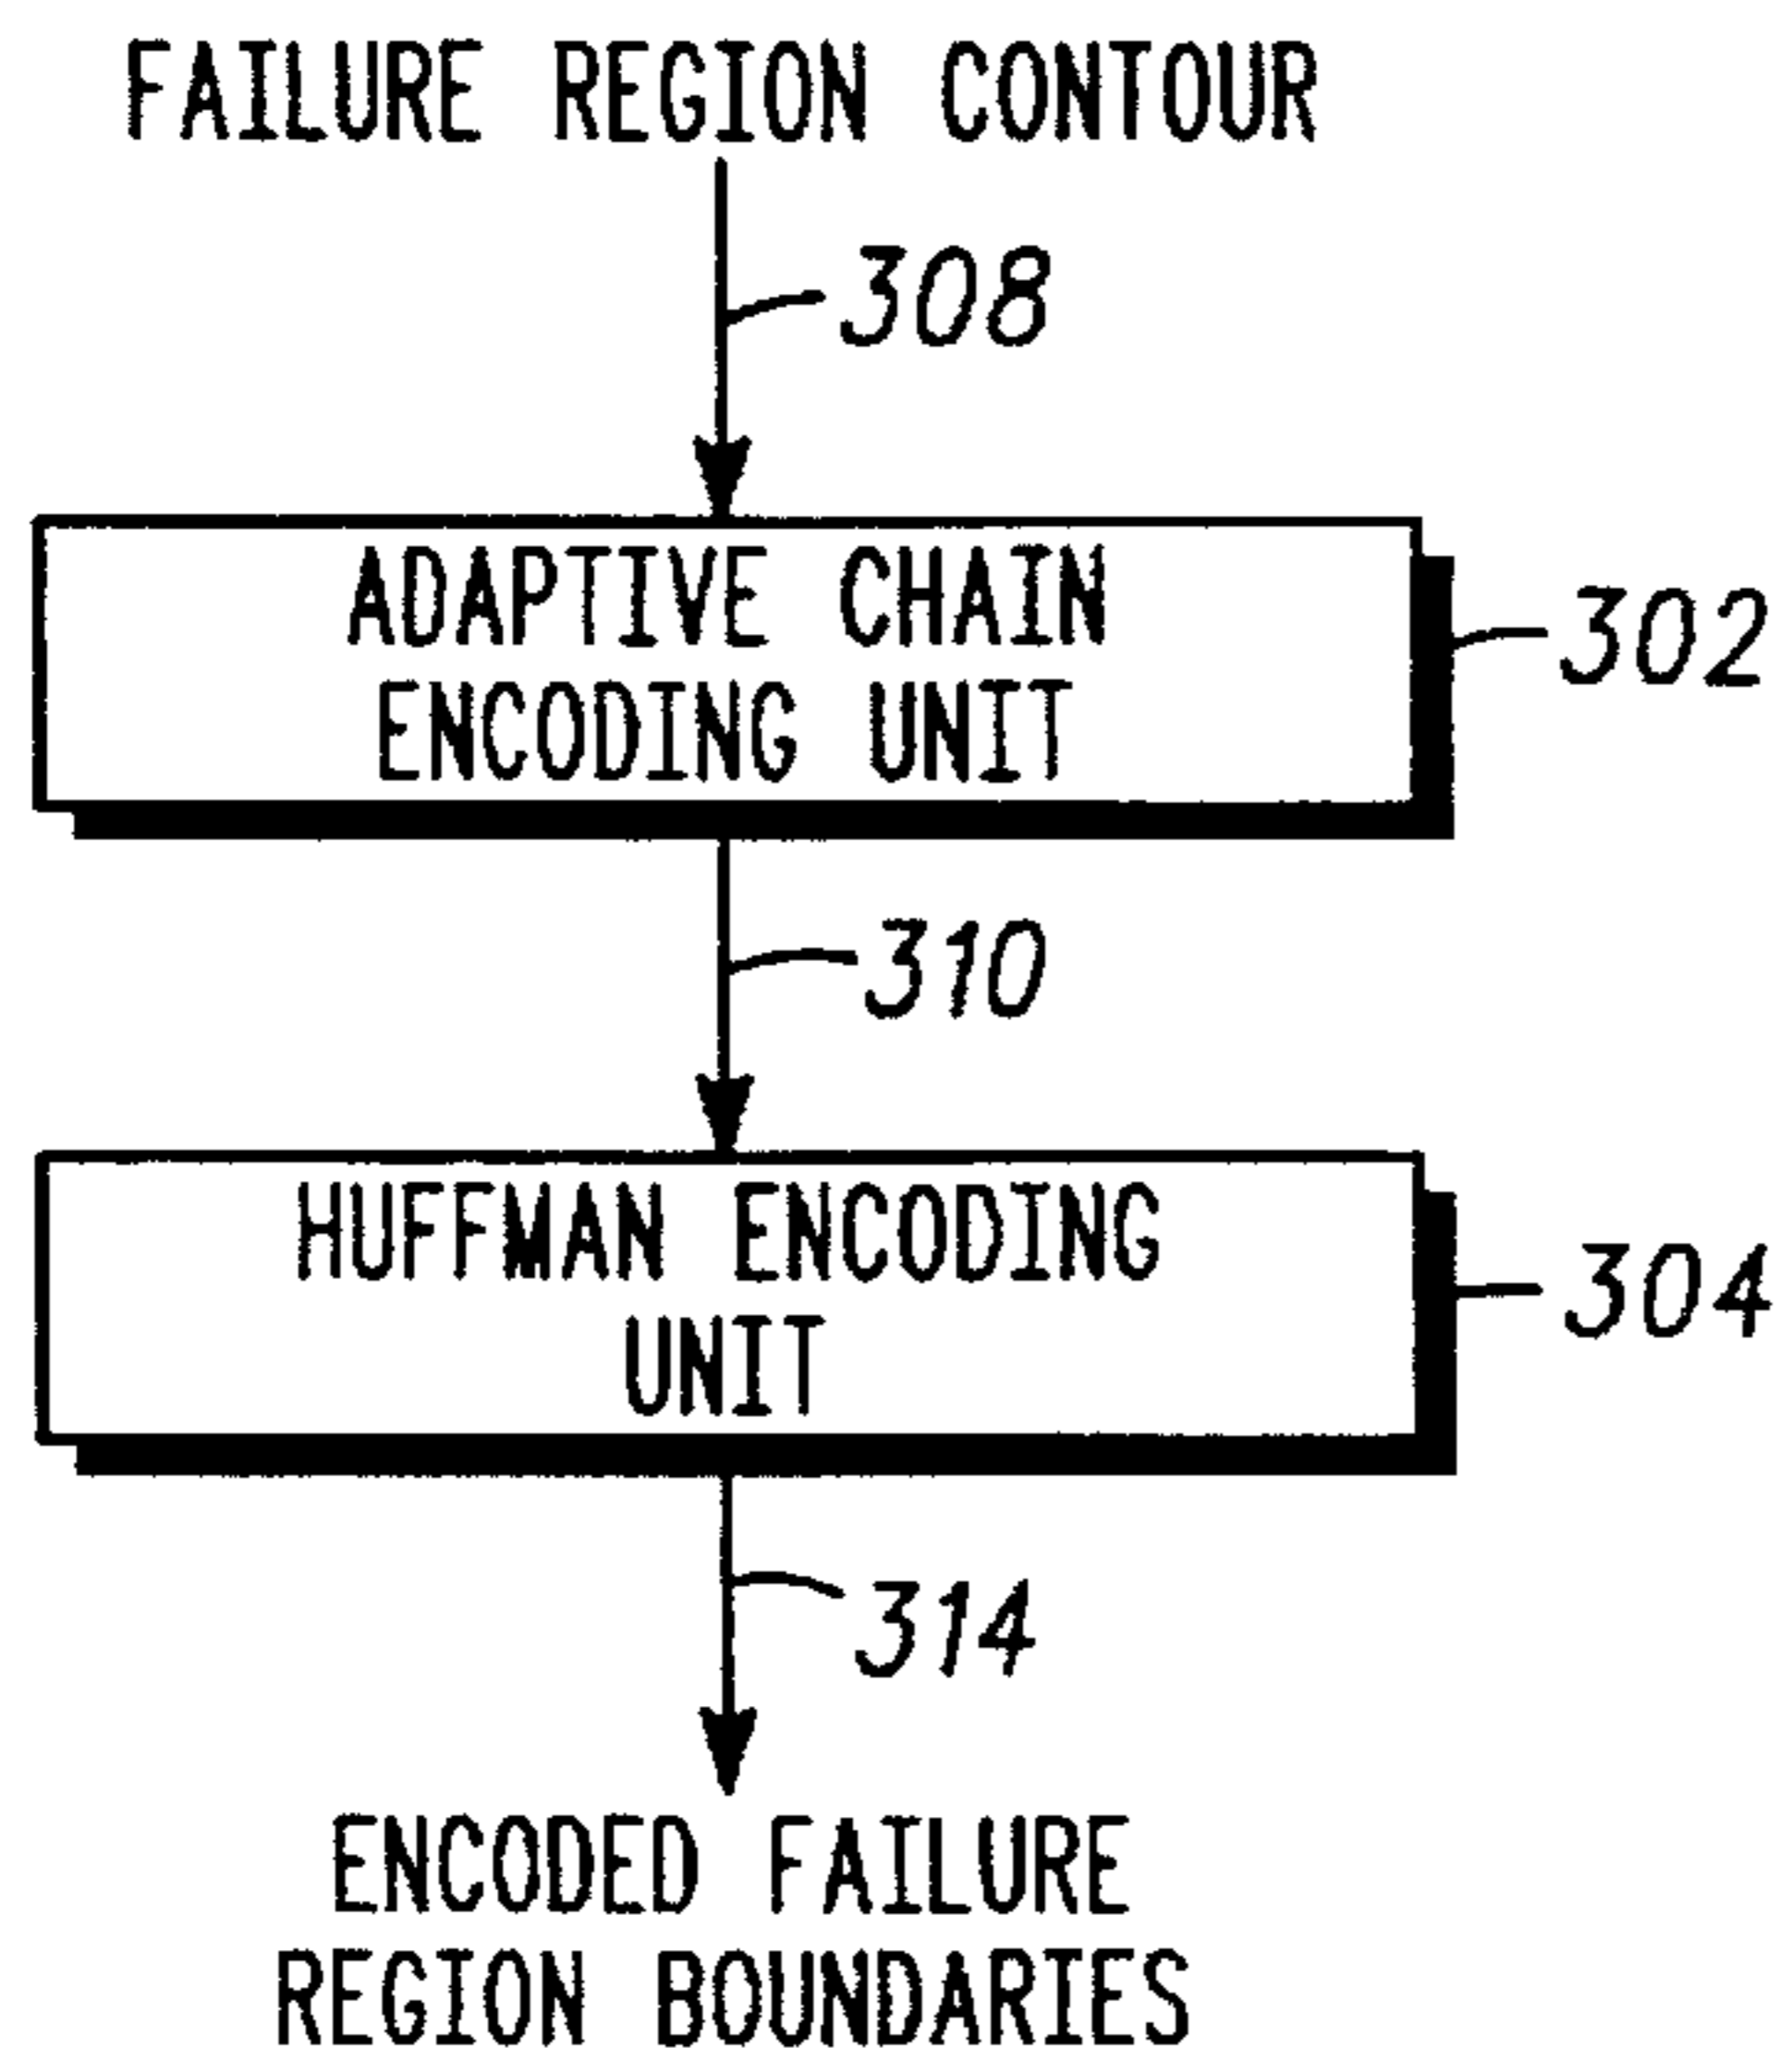 FAILURE REGION CONTOUR
308
ADAPTIVE CHAIN
ENCODING UNIT
302
310
HUFFMAN ENCODING
UNIT
304
314
ENCODED FAILURE
REGION BOUNDARIES